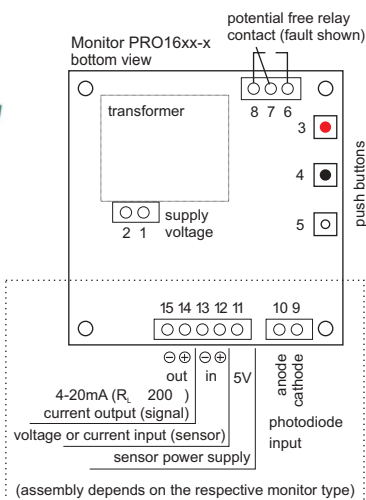 potential free relay
contact (fault shown)
Monitor PRO16xx-x
bottom view
transformer
8 7 6
3
4
5
push buttons
supply
voltage
2 1
15 14 13 12 11
10 9
⊖⊕ ⊖⊕
out in 5V
anode
cathode
4-20mA (R_L 200 )
current output (signal)
photodiode
input
voltage or current input (sensor)
sensor power supply
(assembly depends on the respective monitor type)